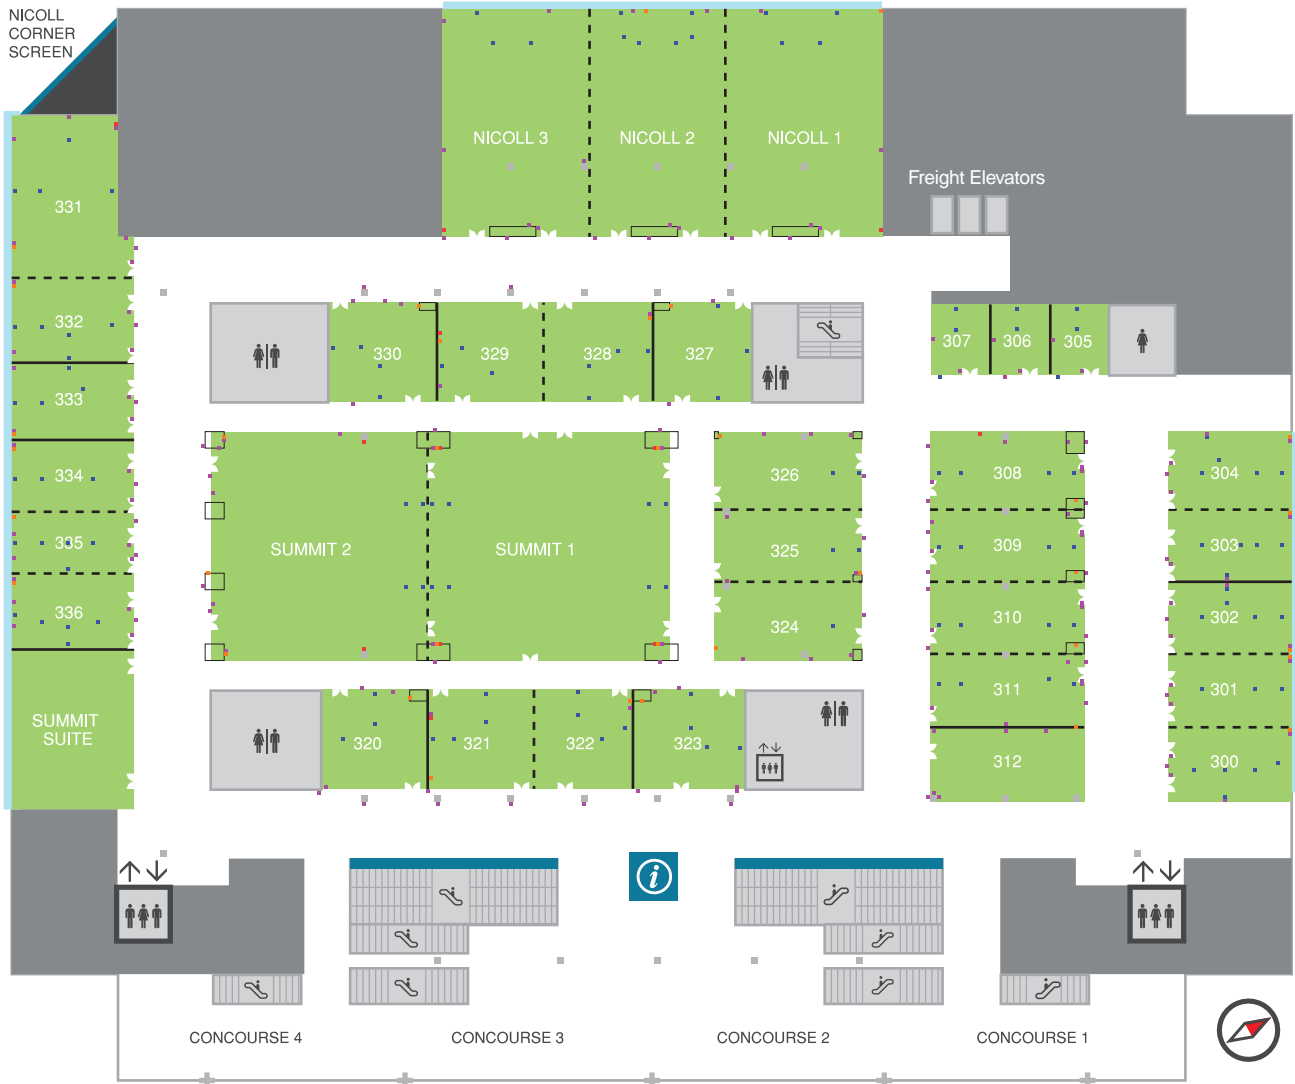 NICOLL
CORNER
SCREEN
NICOLL 3
NICOLL 2
NICOLL 1
Freight Elevators
331
332
333
334
335
336
SUMMIT
SUITE
330
329
328
327
307
306
305
SUMMIT 2
SUMMIT 1
326
325
324
308
309
310
311
312
304
303
302
301
300
320
321
322
323
i
CONCOURSE 4
CONCOURSE 3
CONCOURSE 2
CONCOURSE 1